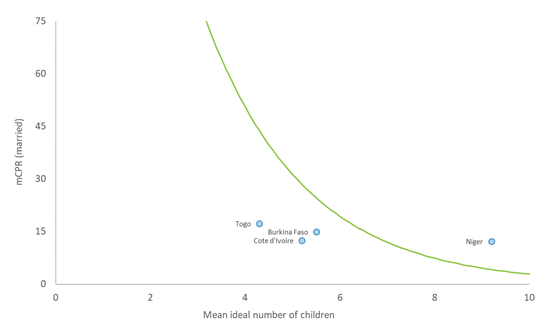 75
60
45
30
15
0
mCPR (married)
Togo
Burkina Faso
Cote d'Ivoire
Niger
0 2 4 6 8 10
Mean ideal number of children